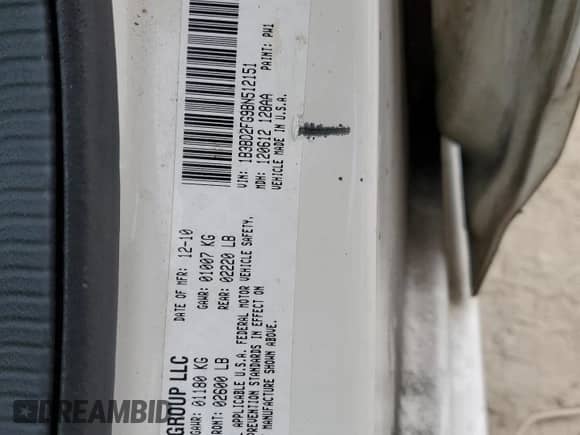 GROUP LLC
DATE OF MFR: 12-10
VIN: 1B3BD2FG9BN512151
GAWR: 01180 KG
GAWR: 01007 KG
MDH: 120612 128AA
PAINT: PW1
FRONT: 02600 LB
REAR: 02220 LB
VEHICLE MADE IN U.S.A.
APPLICABLE U.S.A. FEDERAL MOTOR VEHICLE SAFETY,
PREVENTION STANDARDS IN EFFECT ON
MANUFACTURE SHOWN ABOVE.
DREAMBID